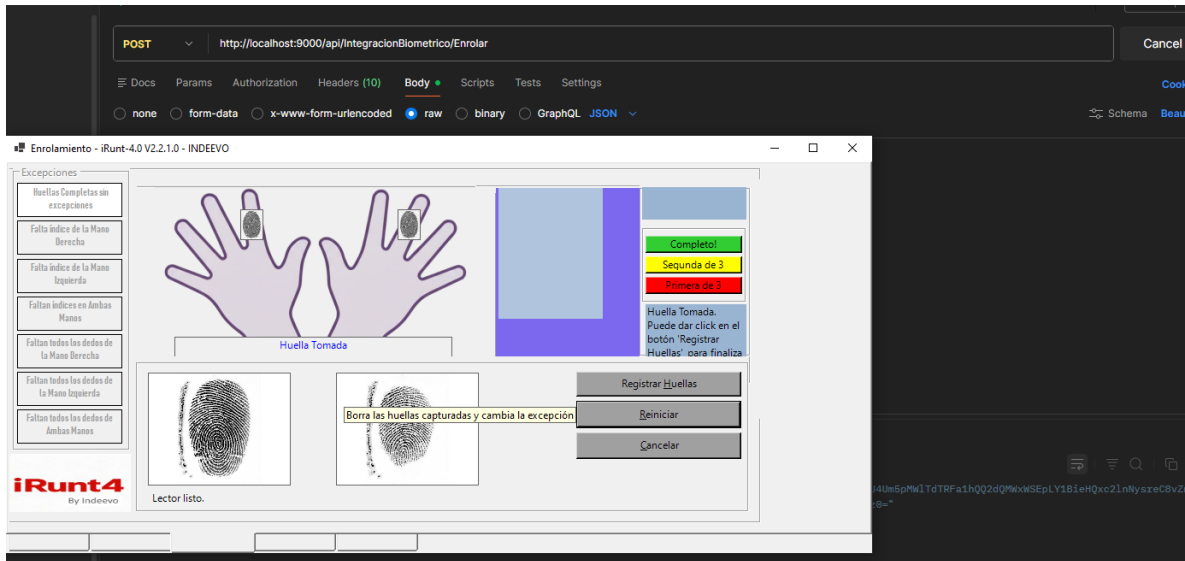 POST
http://localhost:9000/api/IntegracionBiometrico/Enrolar
Cancel
Docs
Params
Authorization
Headers (10)
Body
Scripts
Tests
Settings
none
form-data
x-www-form-urlencoded
raw
binary
GraphQL
JSON
Schema
Enrolamiento - iRunt-4.0 V2.2.1.0 - INDEEVO
Excepciones
Huellas Completas sin
excepciones
Falta indice de la Mano
Derecha
Falta indice de la Mano
Izquierda
Faltan indices en Ambas
Manos
Faltan todos los dedos de
la Mano Derecha
Faltan todos los dedos de
la Mano Izquierda
Faltan todos los dedos de
Ambas Manos
iRunt4
By Indeevo
Huella Tomada
Completo!
Segunda de 3
Primera de 3
Huella Tomada.
Puede dar click en el
botón 'Registrar
Huellas' para finaliza
Borra las huellas capturadas y cambia la excepción
Registrar Huellas
Reiniciar
Cancelar
Lector listo.